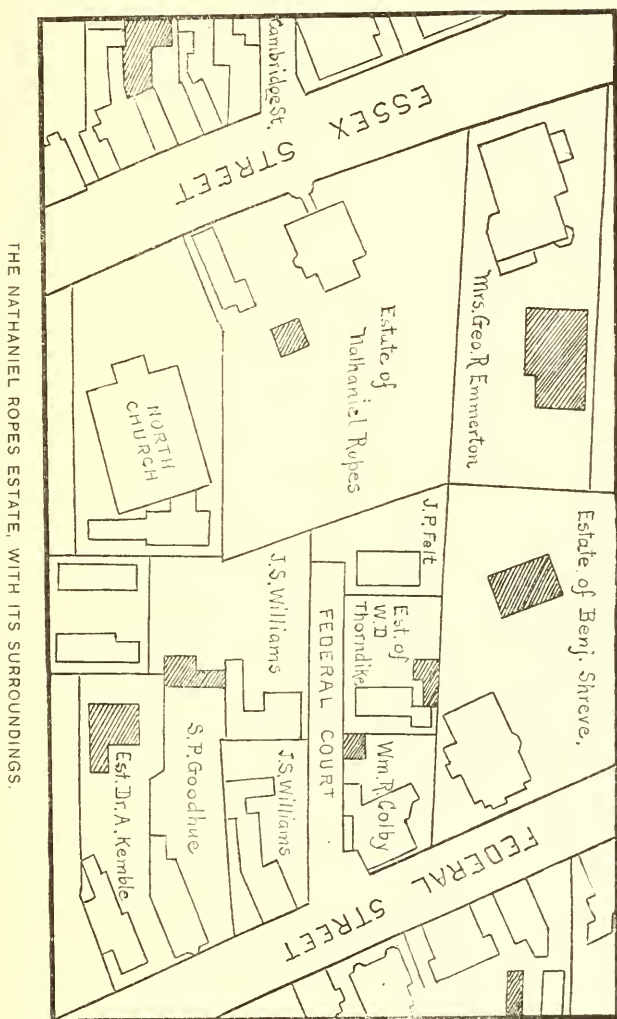 Cambridge St.
ESSEX
STREET
Mrs. Geo. R Emmerton
Estate of
Nathaniel Ropes
NORTH
CHURCH
Estate of Benj. Shreve.
J. P. Felt
Est. of
W. D
Thorndike
Wm. R. Colby
FEDERAL COURT
J. S. Williams
J. S. Williams
S. P. Goodhue
Est. Dr. A. Kemble
FEDERAL
STREET
THE NATHANIEL ROPES ESTATE, WITH ITS SURROUNDINGS.